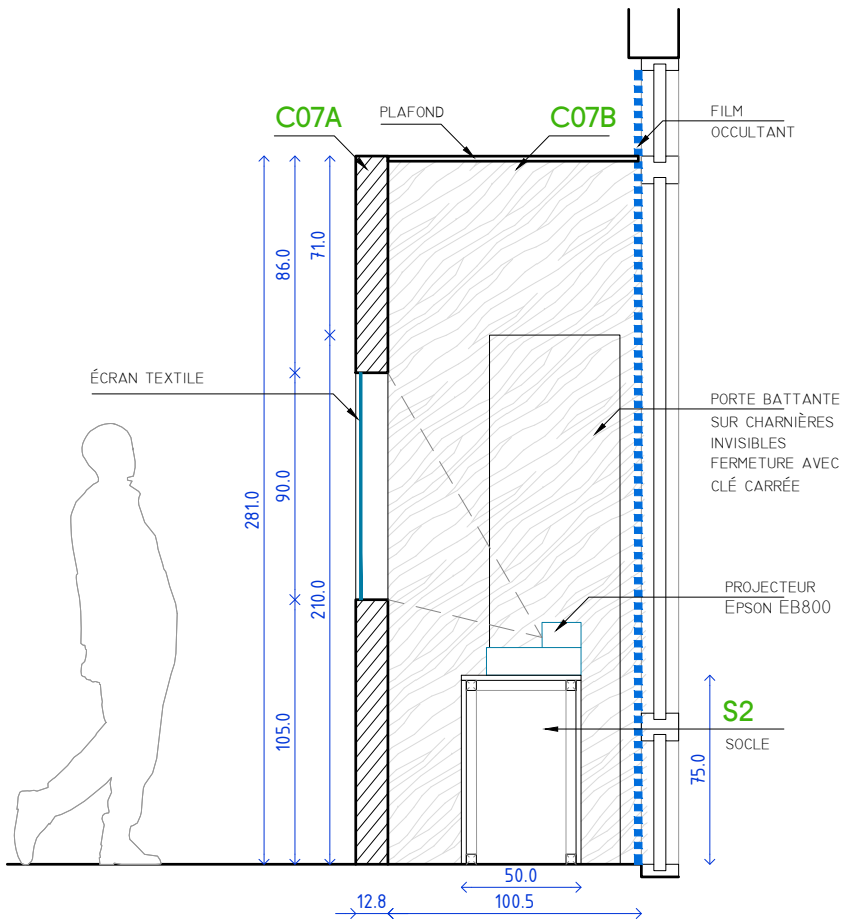 C07A
PLAFOND
C07B
FILM
OCCULTANT
86.0
71.0
ÉCRAN TEXTILE
PORTE BATTANTE
SUR CHARNIÈRES
INVISIBLES
FERMETURE AVEC
CLÉ CARRÉE
281.0
90.0
210.0
PROJECTEUR
EPSON EB800
S2
SOCLE
105.0
75.0
50.0
12.8
100.5